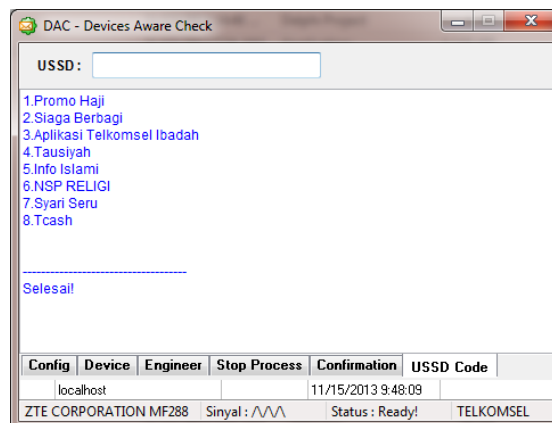 DAC - Devices Aware Check
USSD :
1.Promo Haji
2.Siaga Berbagi
3.Aplikasi Telkomsel Ibadah
4.Tausiyah
5.Info Islami
6.NSP RELIGI
7.Syari Seru
8.Tcash
------------------------------------
Selesai!
Config Device Engineer Stop Process Confirmation USSD Code
localhost 11/15/2013 9:48:09
ZTE CORPORATION MF288 Sinyal : /\/\/\ Status : Ready! TELKOMSEL